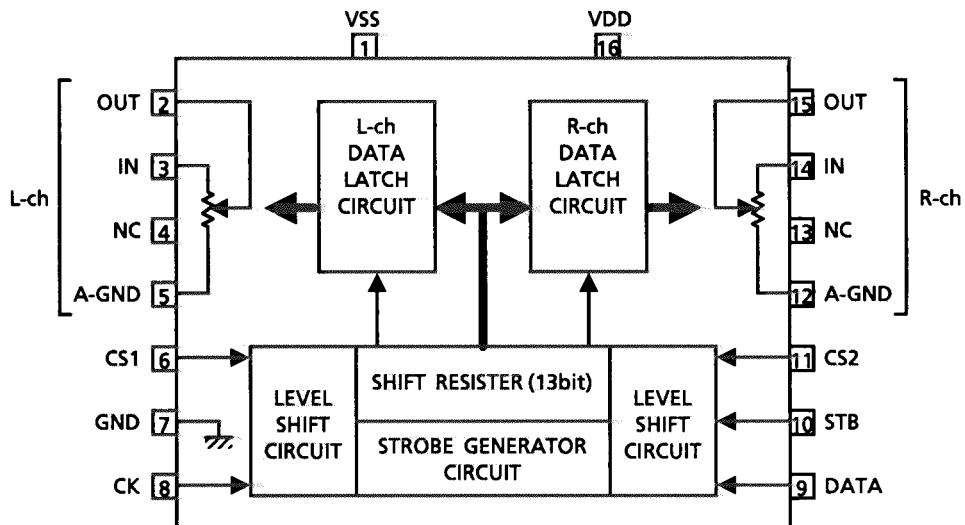 VSS
VDD
1
16
OUT 2
15 OUT
L-ch
DATA
LATCH
CIRCUIT
R-ch
DATA
LATCH
CIRCUIT
IN 3
14 IN
L-ch
R-ch
NC 4
13 NC
A-GND 5
12 A-GND
CS1 6
11 CS2
LEVEL
SHIFT
CIRCUIT
SHIFT RESISTER (13bit)
STROBE GENERATOR
CIRCUIT
LEVEL
SHIFT
CIRCUIT
GND 7
10 STB
CK 8
9 DATA